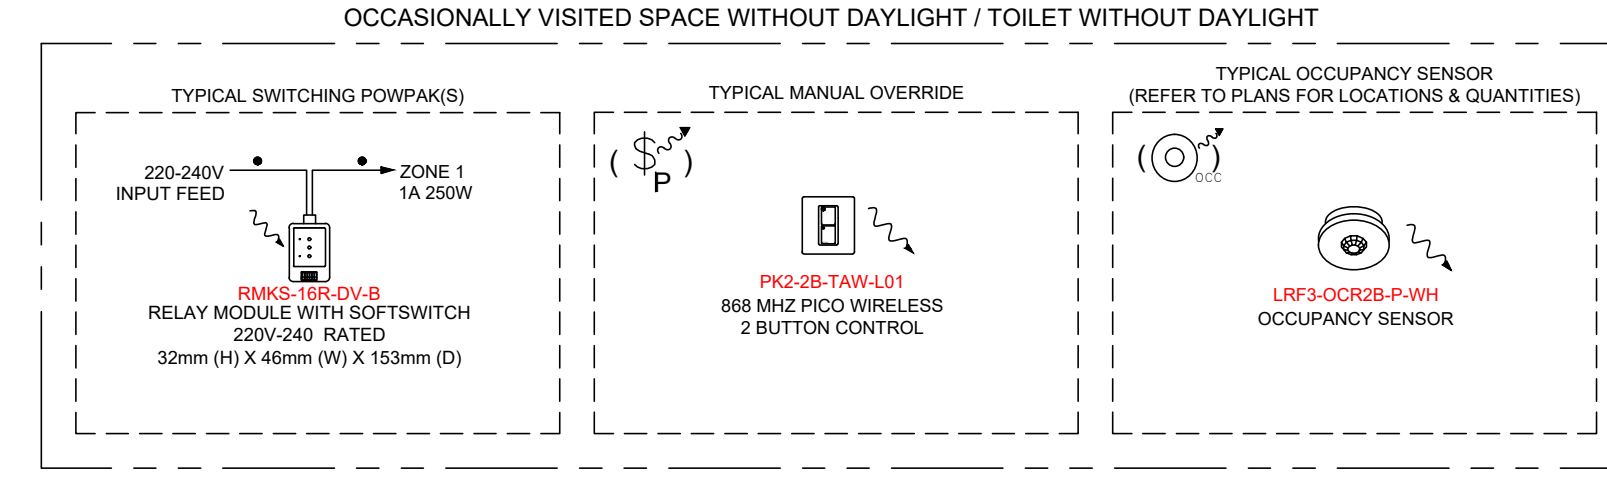 OCCASIONALLY VISITED SPACE WITHOUT DAYLIGHT / TOILET WITHOUT DAYLIGHT
TYPICAL SWITCHING POWPAK(S)
220-240V
INPUT FEED
ZONE 1
1A 250W
RMKS-16R-DV-B
RELAY MODULE WITH SOFTSWITCH
220V-240 RATED
32mm (H) X 46mm (W) X 153mm (D)
TYPICAL MANUAL OVERRIDE
( $ )
P
PK2-2B-TAW-L01
868 MHZ PICO WIRELESS
2 BUTTON CONTROL
TYPICAL OCCUPANCY SENSOR
(REFER TO PLANS FOR LOCATIONS & QUANTITIES)
( )
OCC
LRF3-OCR2B-P-WH
OCCUPANCY SENSOR